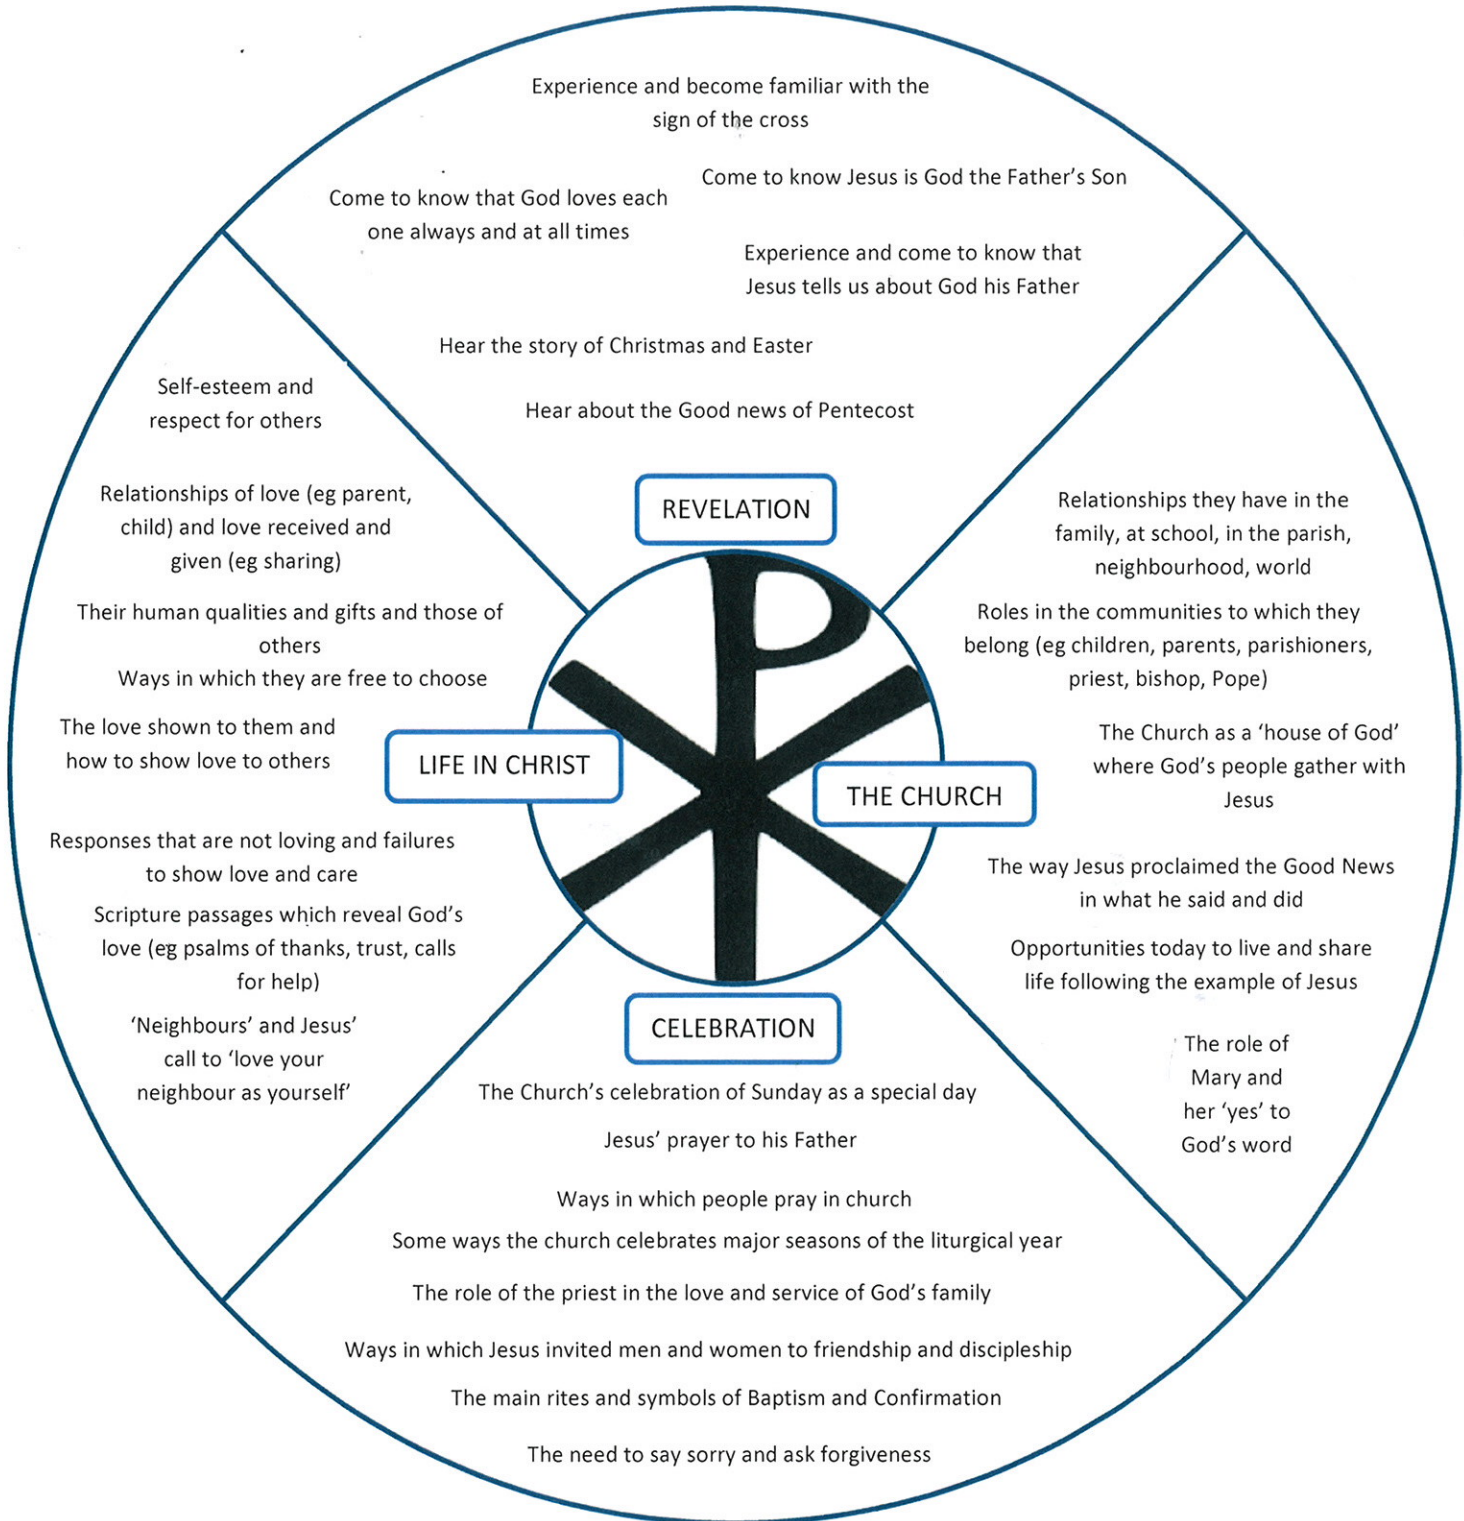 Experience and become familiar with the
sign of the cross
Come to know Jesus is God the Father’s Son
Come to know that God loves each
one always and at all times
Experience and come to know that
Jesus tells us about God his Father
Hear the story of Christmas and Easter
Hear about the Good news of Pentecost
REVELATION
Self-esteem and
respect for others
Relationships of love (eg parent,
child) and love received and
given (eg sharing)
Their human qualities and gifts and those of
others
Ways in which they are free to choose
The love shown to them and
how to show love to others
LIFE IN CHRIST
Responses that are not loving and failures
to show love and care
Scripture passages which reveal God’s
love (eg psalms of thanks, trust, calls
for help)
‘Neighbours’ and Jesus’
call to ‘love your
neighbour as yourself’
Relationships they have in the
family, at school, in the parish,
neighbourhood, world
Roles in the communities to which they
belong (eg children, parents, parishioners,
priest, bishop, Pope)
The Church as a ‘house of God’
where God’s people gather with
Jesus
THE CHURCH
The way Jesus proclaimed the Good News
in what he said and did
Opportunities today to live and share
life following the example of Jesus
The role of
Mary and
her ‘yes’ to
God’s word
CELEBRATION
The Church’s celebration of Sunday as a special day
Jesus’ prayer to his Father
Ways in which people pray in church
Some ways the church celebrates major seasons of the liturgical year
The role of the priest in the love and service of God’s family
Ways in which Jesus invited men and women to friendship and discipleship
The main rites and symbols of Baptism and Confirmation
The need to say sorry and ask forgiveness